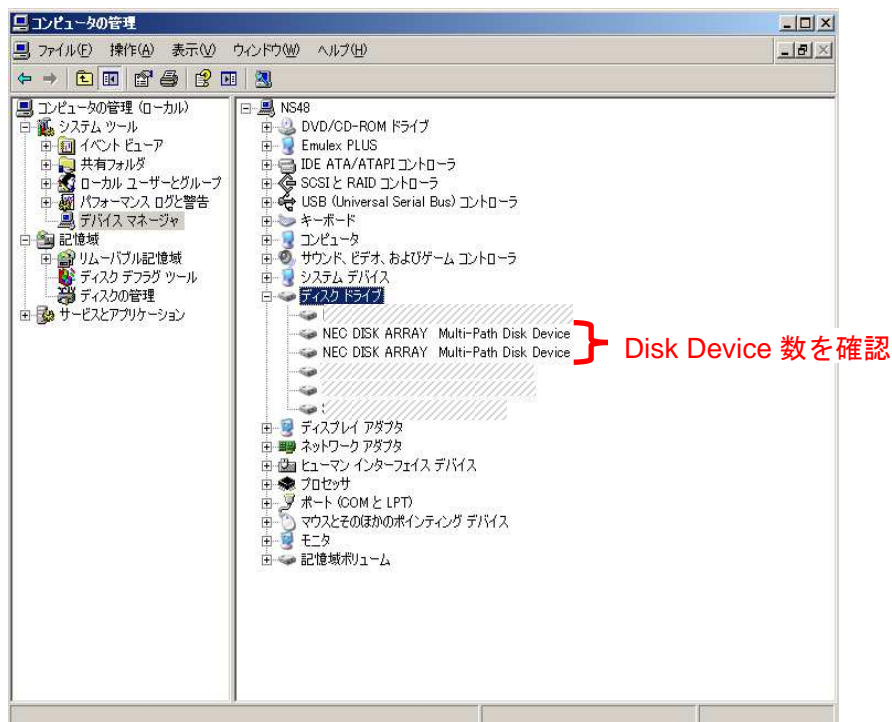 コンピュータの管理
ファイル(F) 操作(A) 表示(V) ウィンドウ(W) ヘルプ(H)
コンピュータの管理 (ローカル)
システム ツール
イベント ビューア
共有フォルダ
ローカル ユーザーとグループ
パフォーマンス ログと警告
デバイス マネージャ
記憶域
リムーバブル記憶域
ディスク デフラグ ツール
ディスクの管理
サービスとアプリケーション
NS48
DVD/CD-ROM ドライブ
Emulex PLUS
IDE ATA/ATAPI コントローラ
SCSI と RAID コントローラ
USB (Universal Serial Bus) コントローラ
キーボード
コンピュータ
サウンド、ビデオ、およびゲーム コントローラ
システム デバイス
ディスク ドライブ
NEC DISK ARRAY Multi-Path Disk Device
NEC DISK ARRAY Multi-Path Disk Device
Disk Device 数を確認
ディスプレイ アダプタ
ネットワーク アダプタ
ヒューマン インターフェイス デバイス
プロセッサ
ポート (COM と LPT)
マウスとそのほかのポインティング デバイス
モニタ
記憶域ボリューム